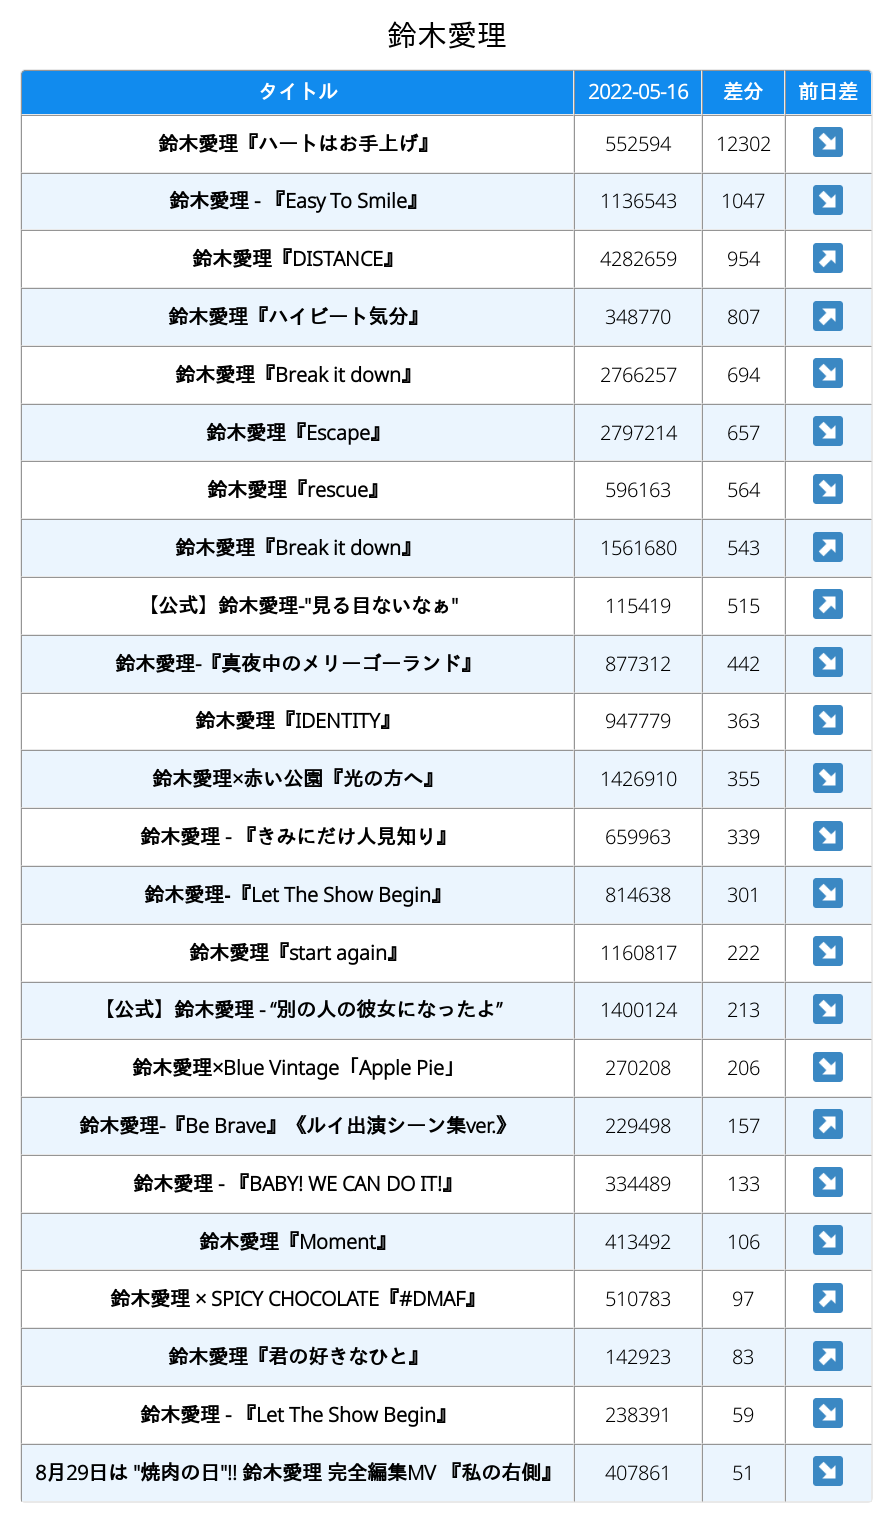 鈴木愛理
タイトル 2022-05-16 差分 前日差
鈴木愛理『ハートはお手上げ』 552594 12302 ↘
鈴木愛理 - 『Easy To Smile』 1136543 1047 ↘
鈴木愛理『DISTANCE』 4282659 954 ↗
鈴木愛理『ハイビート気分』 348770 807 ↗
鈴木愛理『Break it down』 2766257 694 ↘
鈴木愛理『Escape』 2797214 657 ↘
鈴木愛理『rescue』 596163 564 ↘
鈴木愛理『Break it down』 1561680 543 ↗
【公式】鈴木愛理-"見る目ないなぁ" 115419 515 ↗
鈴木愛理-『真夜中のメリーゴーランド』 877312 442 ↘
鈴木愛理『IDENTITY』 947779 363 ↘
鈴木愛理×赤い公園『光の方へ』 1426910 355 ↘
鈴木愛理 - 『きみにだけ人見知り』 659963 339 ↘
鈴木愛理-『Let The Show Begin』 814638 301 ↘
鈴木愛理『start again』 1160817 222 ↘
【公式】鈴木愛理 - “別の人の彼女になったよ” 1400124 213 ↘
鈴木愛理×Blue Vintage「Apple Pie」 270208 206 ↘
鈴木愛理-『Be Brave』《ルイ出演シーン集ver.》 229498 157 ↗
鈴木愛理 - 『BABY! WE CAN DO IT!』 334489 133 ↘
鈴木愛理『Moment』 413492 106 ↘
鈴木愛理 × SPICY CHOCOLATE『#DMAF』 510783 97 ↗
鈴木愛理『君の好きなひと』 142923 83 ↗
鈴木愛理 - 『Let The Show Begin』 238391 59 ↘
8月29日は "焼肉の日"!! 鈴木愛理 完全編集MV 『私の右側』 407861 51 ↘